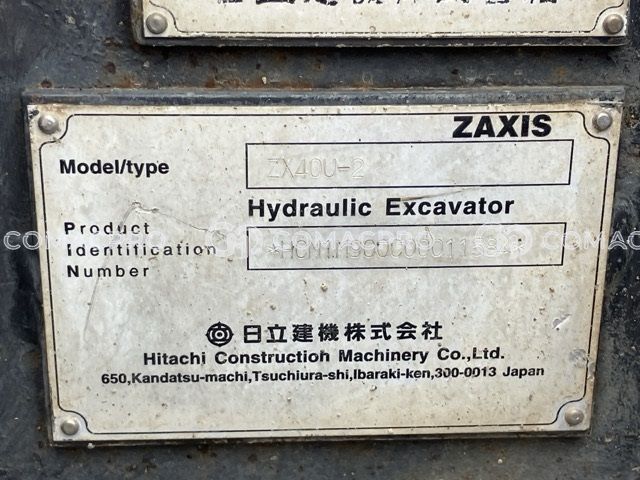 ZAXIS
Model/type ZX40U-2
Hydraulic Excavator
Product
Identification
Number
日立建機株式会社
Hitachi Construction Machinery Co.,Ltd.
650,Kandatsu-machi,Tsuchiura-shi,Ibaraki-ken,300-0013 Japan